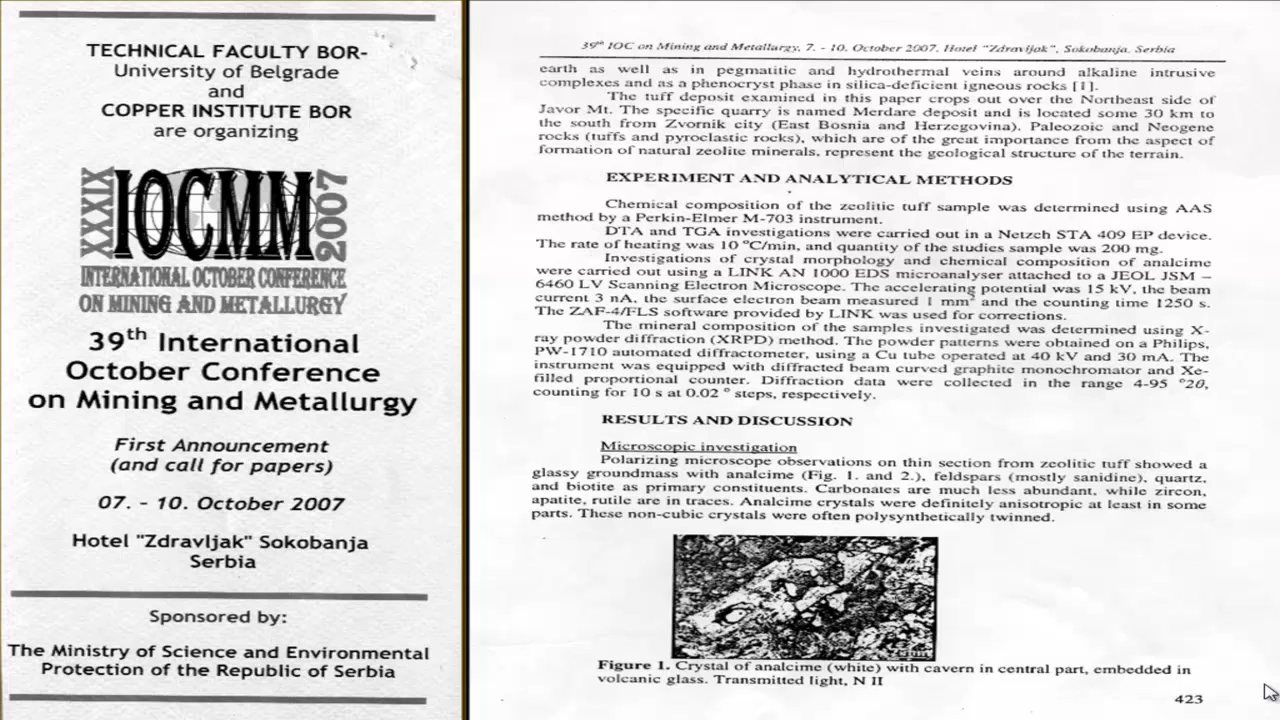 TECHNICAL FACULTY BOR-
University of Belgrade
and
COPPER INSTITUTE BOR
are organizing
XXXIX IOCMM 2007
INTERNATIONAL OCTOBER CONFERENCE
ON MINING AND METALLURGY
39th International
October Conference
on Mining and Metallurgy
First Announcement
(and call for papers)
07. - 10. October 2007
Hotel "Zdravljak" Sokobanja
Serbia
Sponsored by:
The Ministry of Science and Environmental
Protection of the Republic of Serbia
39th IOC on Mining and Metallurgy, 7. - 10. October 2007. Hotel "Zdravljak", Sokobanja. Serbia
earth as well as in pegmatitic and hydrothermal veins around alkaline intrusive
complexes and as a phenocryst phase in silica-deficient igneous rocks [1].
The tuff deposit examined in this paper crops out over the Northeast side of
Javor Mt. The specific quarry is named Merdare deposit and is located some 30 km to
the south from Zvornik city (East Bosnia and Herzegovina). Paleozoic and Neogene
rocks (tuffs and pyroclastic rocks), which are of the great importance from the aspect of
formation of natural zeolite minerals, represent the geological structure of the terrain.
EXPERIMENT AND ANALYTICAL METHODS
Chemical composition of the zeolitic tuff sample was determined using AAS
method by a Perkin-Elmer M-703 instrument.
DTA and TGA investigations were carried out in a Netzch STA 409 EP device.
The rate of heating was 10 °C/min, and quantity of the studies sample was 200 mg.
Investigations of crystal morphology and chemical composition of analcime
were carried out using a LINK AN 1000 EDS microanalyser attached to a JEOL JSM –
6460 LV Scanning Electron Microscope. The accelerating potential was 15 kV, the beam
current 3 nA, the surface electron beam measured 1 mm² and the counting time 1250 s.
The ZAF-4/FLS software provided by LINK was used for corrections.
The mineral composition of the samples investigated was determined using X-
ray powder diffraction (XRPD) method. The powder patterns were obtained on a Philips,
PW-1710 automated diffractometer, using a Cu tube operated at 40 kV and 30 mA. The
instrument was equipped with diffracted beam curved graphite monochromator and Xe-
filled proportional counter. Diffraction data were collected in the range 4-95 °2θ,
counting for 10 s at 0.02 ° steps, respectively.
RESULTS AND DISCUSSION
Microscopic investigation
Polarizing microscope observations on thin section from zeolitic tuff showed a
glassy groundmass with analcime (Fig. 1. and 2.), feldspars (mostly sanidine), quartz,
and biotite as primary constituents. Carbonates are much less abundant, while zircon,
apatite, rutile are in traces. Analcime crystals were definitely anisotropic at least in some
parts. These non-cubic crystals were often polysynthetically twinned.
Figure 1. Crystal of analcime (white) with cavern in central part, embedded in
volcanic glass. Transmitted light, N II
423